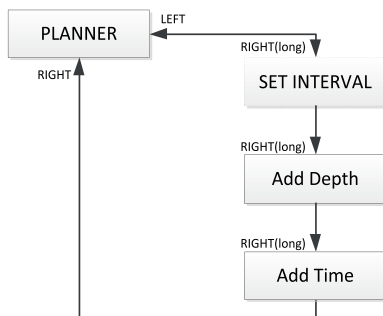 LEFT
PLANNER
RIGHT(long)
RIGHT
SET INTERVAL
RIGHT(long)
Add Depth
RIGHT(long)
Add Time